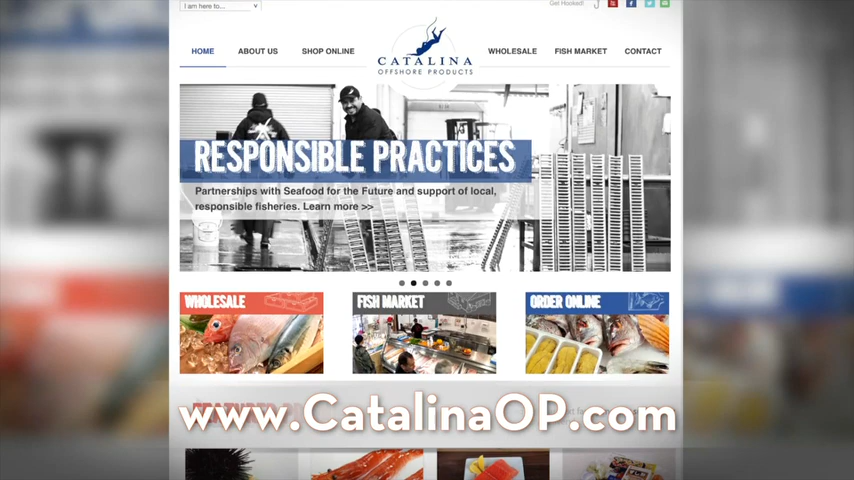 I am here to...
Get Hooked!
HOME
ABOUT US
SHOP ONLINE
CATALINA
OFFSHORE PRODUCTS
WHOLESALE
FISH MARKET
CONTACT
RESPONSIBLE PRACTICES
Partnerships with Seafood for the Future and support of local,
responsible fisheries. Learn more >>
WHOLESALE
FISH MARKET
ORDER ONLINE
www.CatalinaOP.com